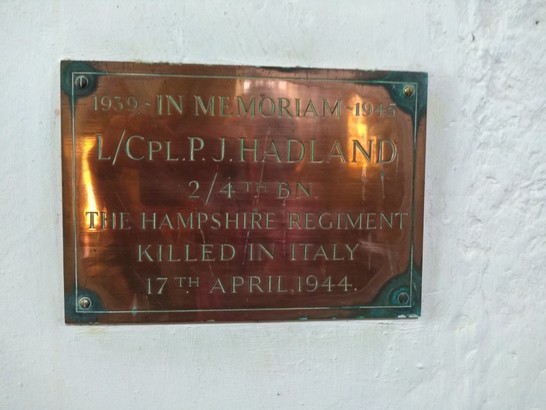 1939 - IN MEMORIAM - 1945
L/CPL. P. J. HADLAND
2/4TH BN.
THE HAMPSHIRE REGIMENT
KILLED IN ITALY
17TH APRIL, 1944.